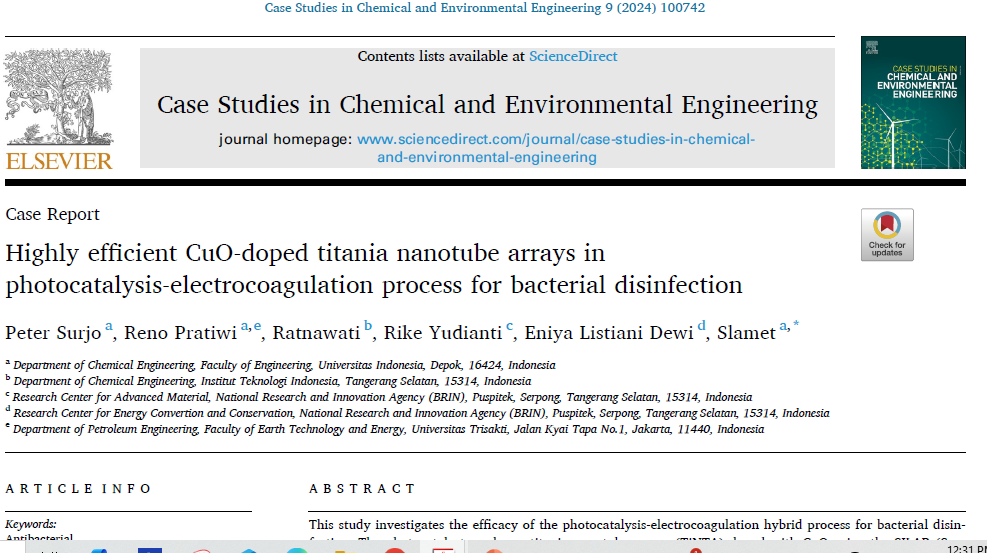 Case Studies in Chemical and Environmental Engineering 9 (2024) 100742
Contents lists available at ScienceDirect
Case Studies in Chemical and Environmental Engineering
journal homepage: www.sciencedirect.com/journal/case-studies-in-chemical-
and-environmental-engineering
ELSEVIER
CASE STUDIES IN
CHEMICAL AND
ENVIRONMENTAL
ENGINEERING
Case Report
Check for
updates
Highly efficient CuO-doped titania nanotube arrays in
photocatalysis-electrocoagulation process for bacterial disinfection
Peter Surjo a, Reno Pratiwi a,e, Ratnawati b, Rike Yudianti c, Eniya Listiani Dewi d, Slamet a,*
a Department of Chemical Engineering, Faculty of Engineering, Universitas Indonesia, Depok, 16424, Indonesia
b Department of Chemical Engineering, Institut Teknologi Indonesia, Tangerang Selatan, 15314, Indonesia
c Research Center for Advanced Material, National Research and Innovation Agency (BRIN), Puspitek, Serpong, Tangerang Selatan, 15314, Indonesia
d Research Center for Energy Convertion and Conservation, National Research and Innovation Agency (BRIN), Puspitek, Serpong, Tangerang Selatan, 15314, Indonesia
e Department of Petroleum Engineering, Faculty of Earth Technology and Energy, Universitas Trisakti, Jalan Kyai Tapa No.1, Jakarta, 11440, Indonesia
ARTICLE INFO
ABSTRACT
Keywords:
Antibacterial
This study investigates the efficacy of the photocatalysis-electrocoagulation hybrid process for bacterial disin-
12:31 PM